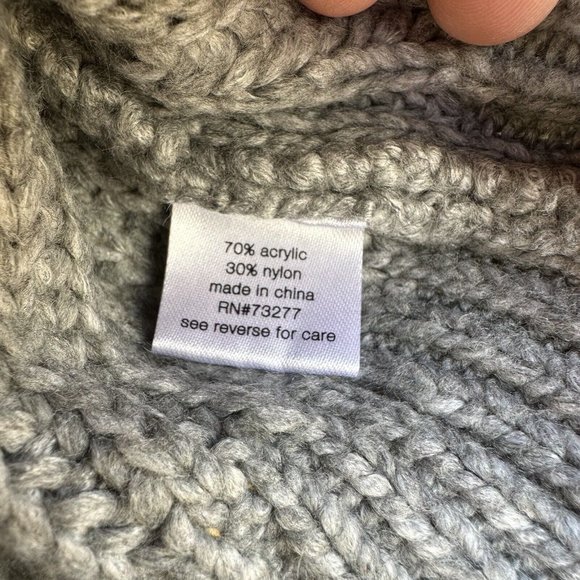 70% acrylic
30% nylon
made in china
RN#73277
see reverse for care